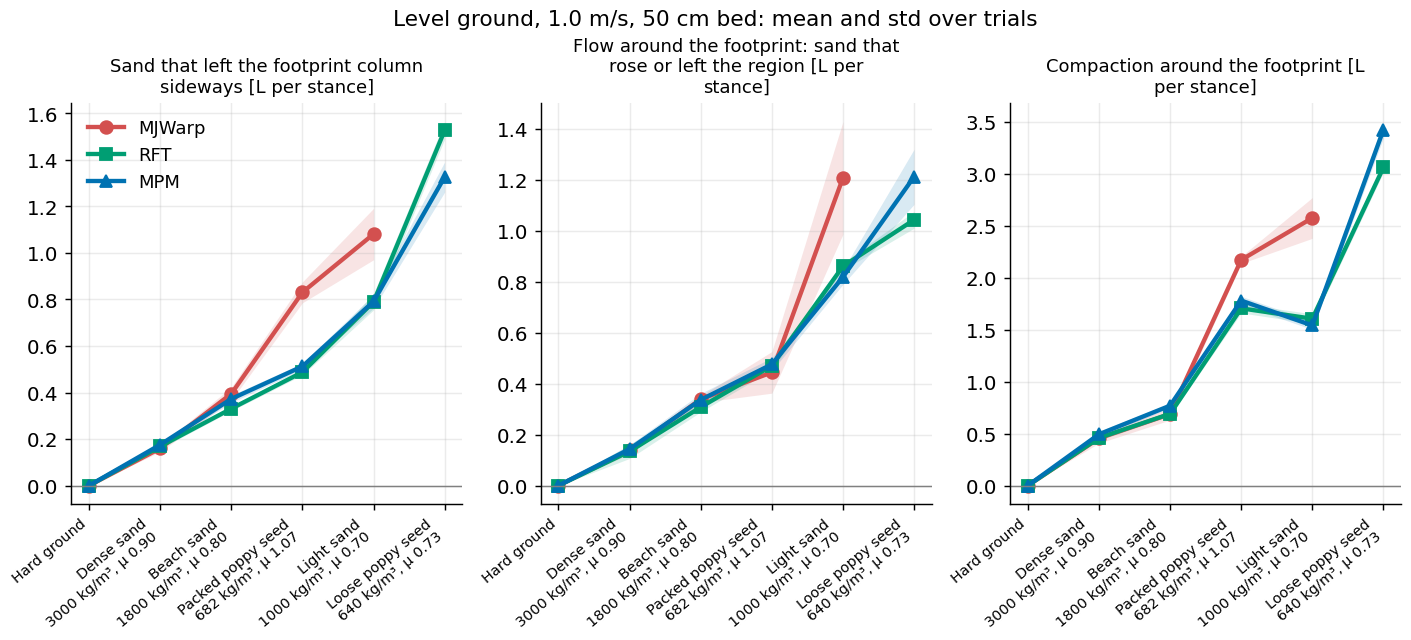 Level ground, 1.0 m/s, 50 cm bed: mean and std over trials
Sand that left the footprint column
sideways [L per stance]
1.6
1.4
1.2
1.0
0.8
0.6
0.4
0.2
0.0
MJWarp
RFT
MPM
Hard ground
Dense sand
3000 kg/m³, μ 0.90
Beach sand
1800 kg/m³, μ 0.80
Packed poppy seed
682 kg/m³, μ 1.07
Light sand
1000 kg/m³, μ 0.70
Loose poppy seed
640 kg/m³, μ 0.73
Flow around the footprint: sand that
rose or left the region [L per
stance]
1.4
1.2
1.0
0.8
0.6
0.4
0.2
0.0
Hard ground
Dense sand
3000 kg/m³, μ 0.90
Beach sand
1800 kg/m³, μ 0.80
Packed poppy seed
682 kg/m³, μ 1.07
Light sand
1000 kg/m³, μ 0.70
Loose poppy seed
640 kg/m³, μ 0.73
Compaction around the footprint [L
per stance]
3.5
3.0
2.5
2.0
1.5
1.0
0.5
0.0
Hard ground
Dense sand
3000 kg/m³, μ 0.90
Beach sand
1800 kg/m³, μ 0.80
Packed poppy seed
682 kg/m³, μ 1.07
Light sand
1000 kg/m³, μ 0.70
Loose poppy seed
640 kg/m³, μ 0.73